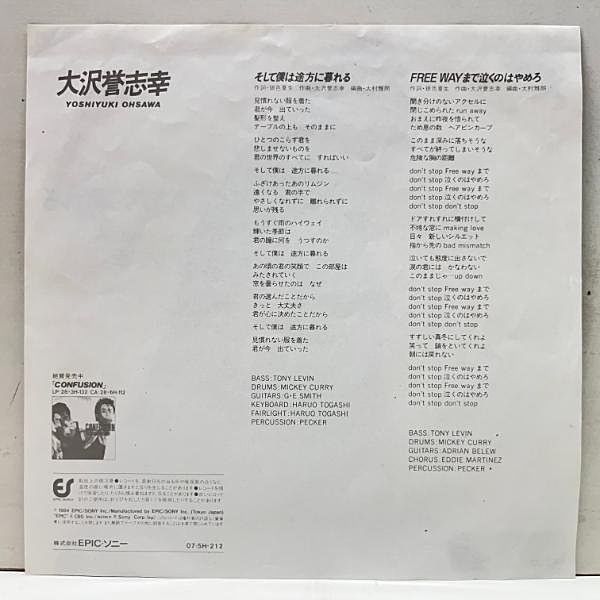 大沢誉志幸
YOSHIYUKI OHSAWA
そして僕は途方に暮れる
作詞・銀色夏生 作曲・大沢誉志幸 編曲・大村雅朗
見慣れない服を着た
君が今 出ていった
髪形を整え
テーブルの上も そのままに
ひとつのこらず君を
悲しませないものを
君の世界のすべてに すればいい
そして僕は 途方に暮れる
ふざけあったあのリムジン
遠くなる 君の手で
やさしくなれずに 離れられずに
思いが残る
もうすぐ雨のハイウェイ
輝いた季節は
君の瞳に何を うつすのか
そして僕は 途方に暮れる
あの頃の君の笑顔で この部屋は
みたされていく
窓を曇らせたのは なぜ
君の選んだことだから
きっと 大丈夫さ
君が心に決めたことだから
そして僕は 途方に暮れる
見慣れない服を着た
君が今 出ていった
BASS:TONY LEVIN
DRUMS:MICKEY CURRY
GUITARS:G•E SMITH
KEYBOARD:HARUO TOGASHI
FAIRLIGHT:HARUO TOGASHI
PERCUSSION:PECKER
FREE WAYまで泣くのはやめろ
作詞・銀色夏生 作曲・大沢誉志幸 編曲・大村雅朗
聞き分けのないアクセルに
閉じこめられた run away
おまえに昨夜を悟られて
ため息の数 ヘアピンカーブ
このまま深みに落ちそうな
すべてが終ってしまいそうな
危険な胸の距離
don't stop Free way まで
don't stop 泣くのはやめろ
don't stop Free way まで
don't stop 泣くのはやめろ
don't stop don't stop
ドアすれすれに横付けして
不埒な窓に making love
日々 新しいシルエット
指から先の bad mismatch
泣いても態度に出さないで
涙の君には かなわない
このままじゃ…up down
don't stop Free way まで
don't stop 泣くのはやめろ
don't stop Free way まで
don't stop 泣くのはやめろ
don't stop don't stop
すずしい真冬にしてくれよ
笑って 鎖をといてくれよ
朝には戻れない
don't stop Free way まで
don't stop 泣くのはやめろ
don't stop Free way まで
don't stop 泣くのはやめろ
don't stop don't stop
BASS:TONY LEVIN
DRUMS:MICKEY CURRY
GUITARS:ADRIAN BELEW
CHORUS:EDDIE MARTINEZ
PERCUSSION:PECKER
絶賛発売中
「CONFUSION」
LP・28・3H-132 CA・28・6H-112
CONFUSION
ES
株式会社EPIC・ソニー
07・5H-212